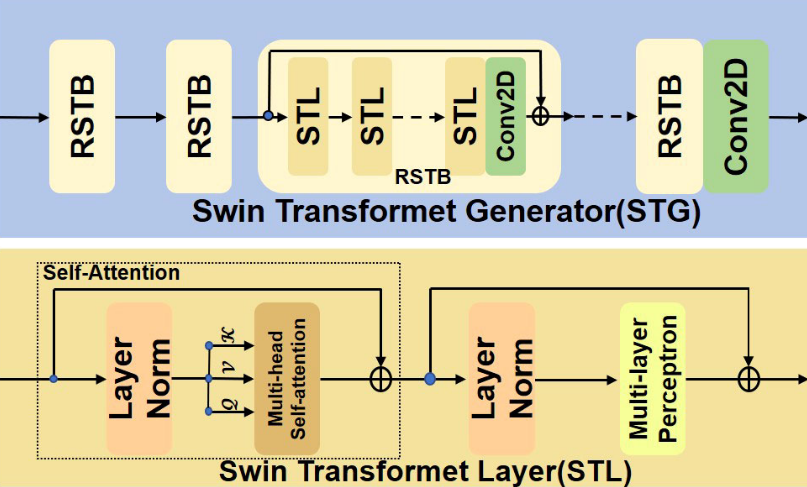 RSTB
RSTB
STL
STL
STL
Conv2D
RSTB
RSTB
Conv2D
Swin Transformet Generator(STG)
Self-Attention
Layer
Norm
𝒦
𝒱
𝒬
Multi-head
Self-attention
Layer
Norm
Multi-layer
Perceptron
Swin Transformet Layer(STL)